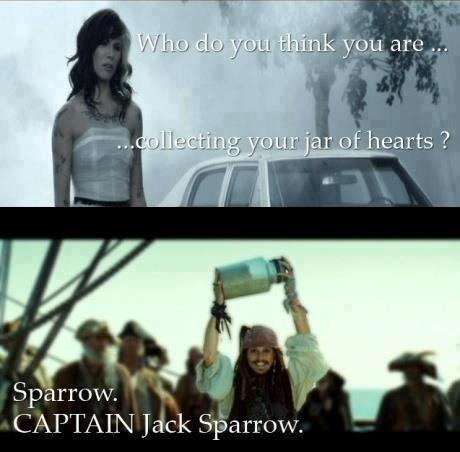 Who do you think you are ...
...collecting your jar of hearts ?
Sparrow.
CAPTAIN Jack Sparrow.